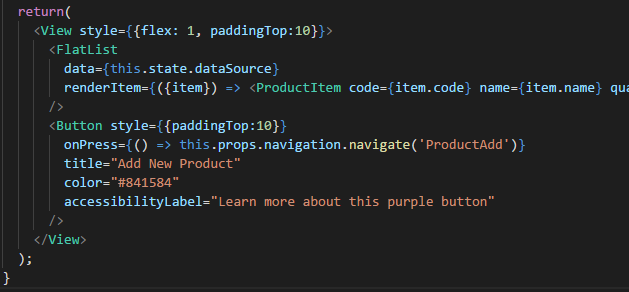 return(
<View style={{flex: 1, paddingTop:10}}>
<FlatList
data={this.state.dataSource}
renderItem={({item}) => <ProductItem code={item.code} name={item.name} qua
/>
<Button style={{paddingTop:10}}
onPress={() => this.props.navigation.navigate('ProductAdd')}
title="Add New Product"
color="#841584"
accessibilityLabel="Learn more about this purple button"
/>
</View>
);
}